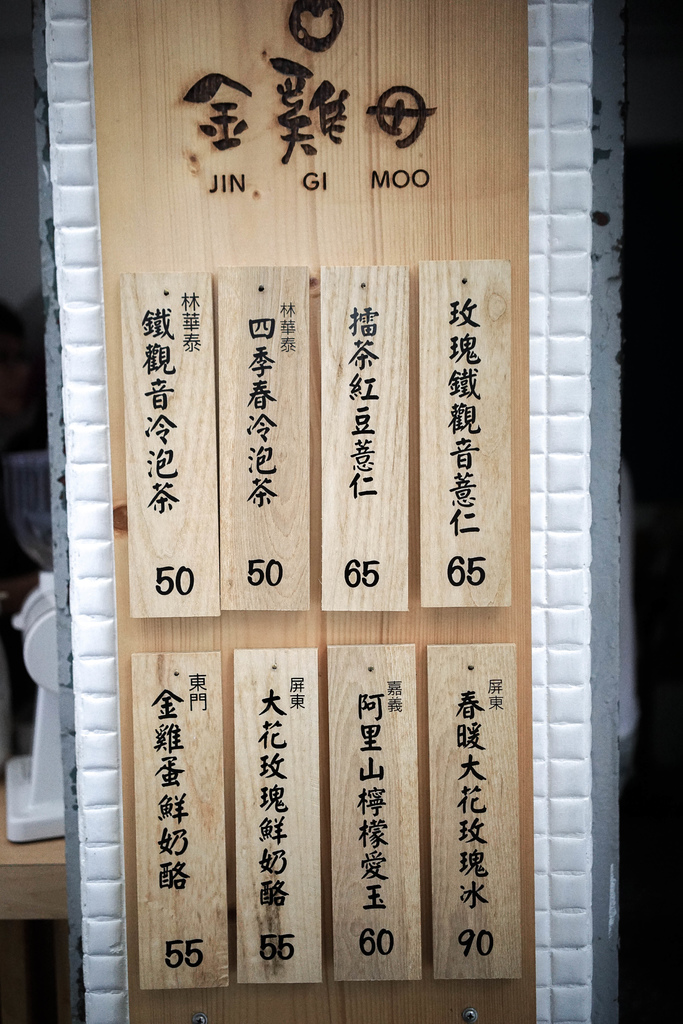 金雞母
JIN GI MOO
玫瑰鐵觀音薏仁
65
擂茶紅豆薏仁
65
林華泰
四季春冷泡茶
50
林華泰
鐵觀音冷泡茶
50
屏東
春暖大花玫瑰冰
90
嘉義
阿里山檸檬愛玉
60
屏東
大花玫瑰鮮奶酪
55
東門
金雞蛋鮮奶酪
55